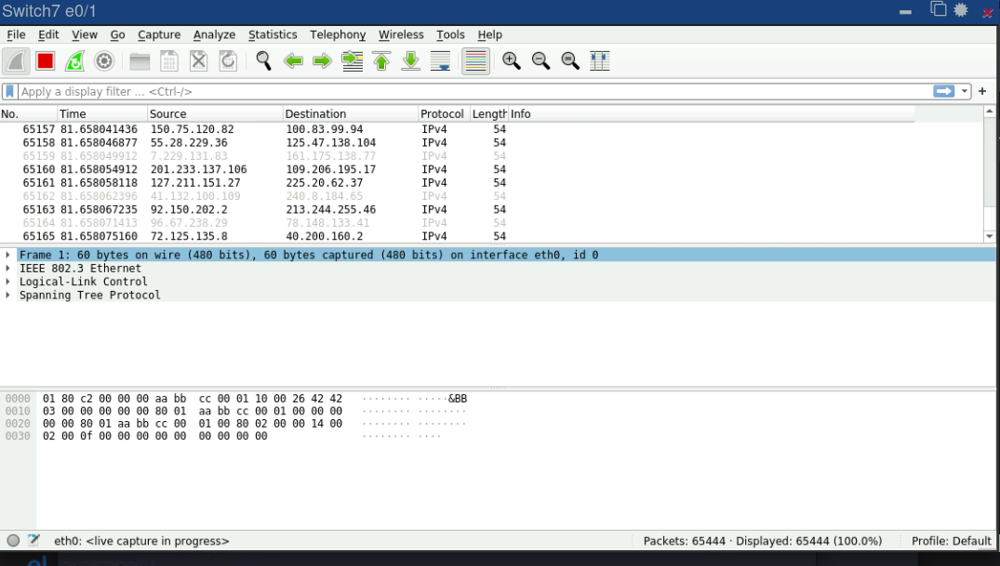 Switch7 e0/1
File Edit View Go Capture Analyze Statistics Telephony Wireless Tools Help
Apply a display filter ... <Ctrl-/>
No. Time Source Destination Protocol Length Info
65157 81.658041436 150.75.120.82 100.83.99.94 IPv4 54
65158 81.658046877 55.28.229.36 125.47.138.104 IPv4 54
65159 81.658049912 7.229.131.83 161.175.138.77 IPv4 54
65160 81.658054912 201.233.137.106 109.206.195.17 IPv4 54
65161 81.658058118 127.211.151.27 225.20.62.37 IPv4 54
65162 81.658062396 41.132.100.109 240.8.184.65 IPv4 54
65163 81.658067235 92.150.202.2 213.244.255.46 IPv4 54
65164 81.658071413 96.67.238.29 78.148.133.41 IPv4 54
65165 81.658075160 72.125.135.8 40.200.160.2 IPv4 54
Frame 1: 60 bytes on wire (480 bits), 60 bytes captured (480 bits) on interface eth0, id 0
IEEE 802.3 Ethernet
Logical-Link Control
Spanning Tree Protocol
0000 01 80 c2 00 00 00 aa bb cc 00 01 10 00 26 42 42 ········ ·····&BB
0010 03 00 00 00 00 00 80 01 aa bb cc 00 01 00 00 00 ········ ········
0020 00 00 80 01 aa bb cc 00 01 00 80 02 00 00 14 00 ········ ········
0030 02 00 0f 00 00 00 00 00 00 00 00 00 ········ ····
eth0: <live capture in progress> Packets: 65444 · Displayed: 65444 (100.0%) Profile: Default